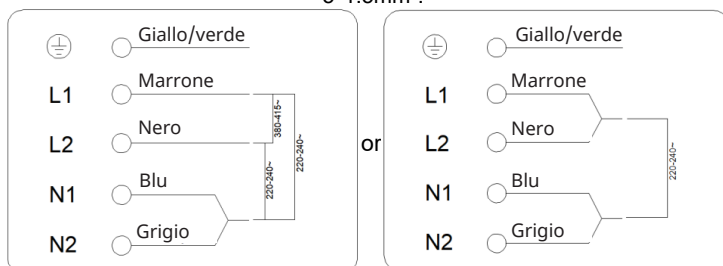 Giallo/verde
L1 Marrone
L2 Nero
N1 Blu
N2 Grigio
380-415~
220-240~
220-240~
or
Giallo/verde
L1 Marrone
L2 Nero
N1 Blu
N2 Grigio
220-240~